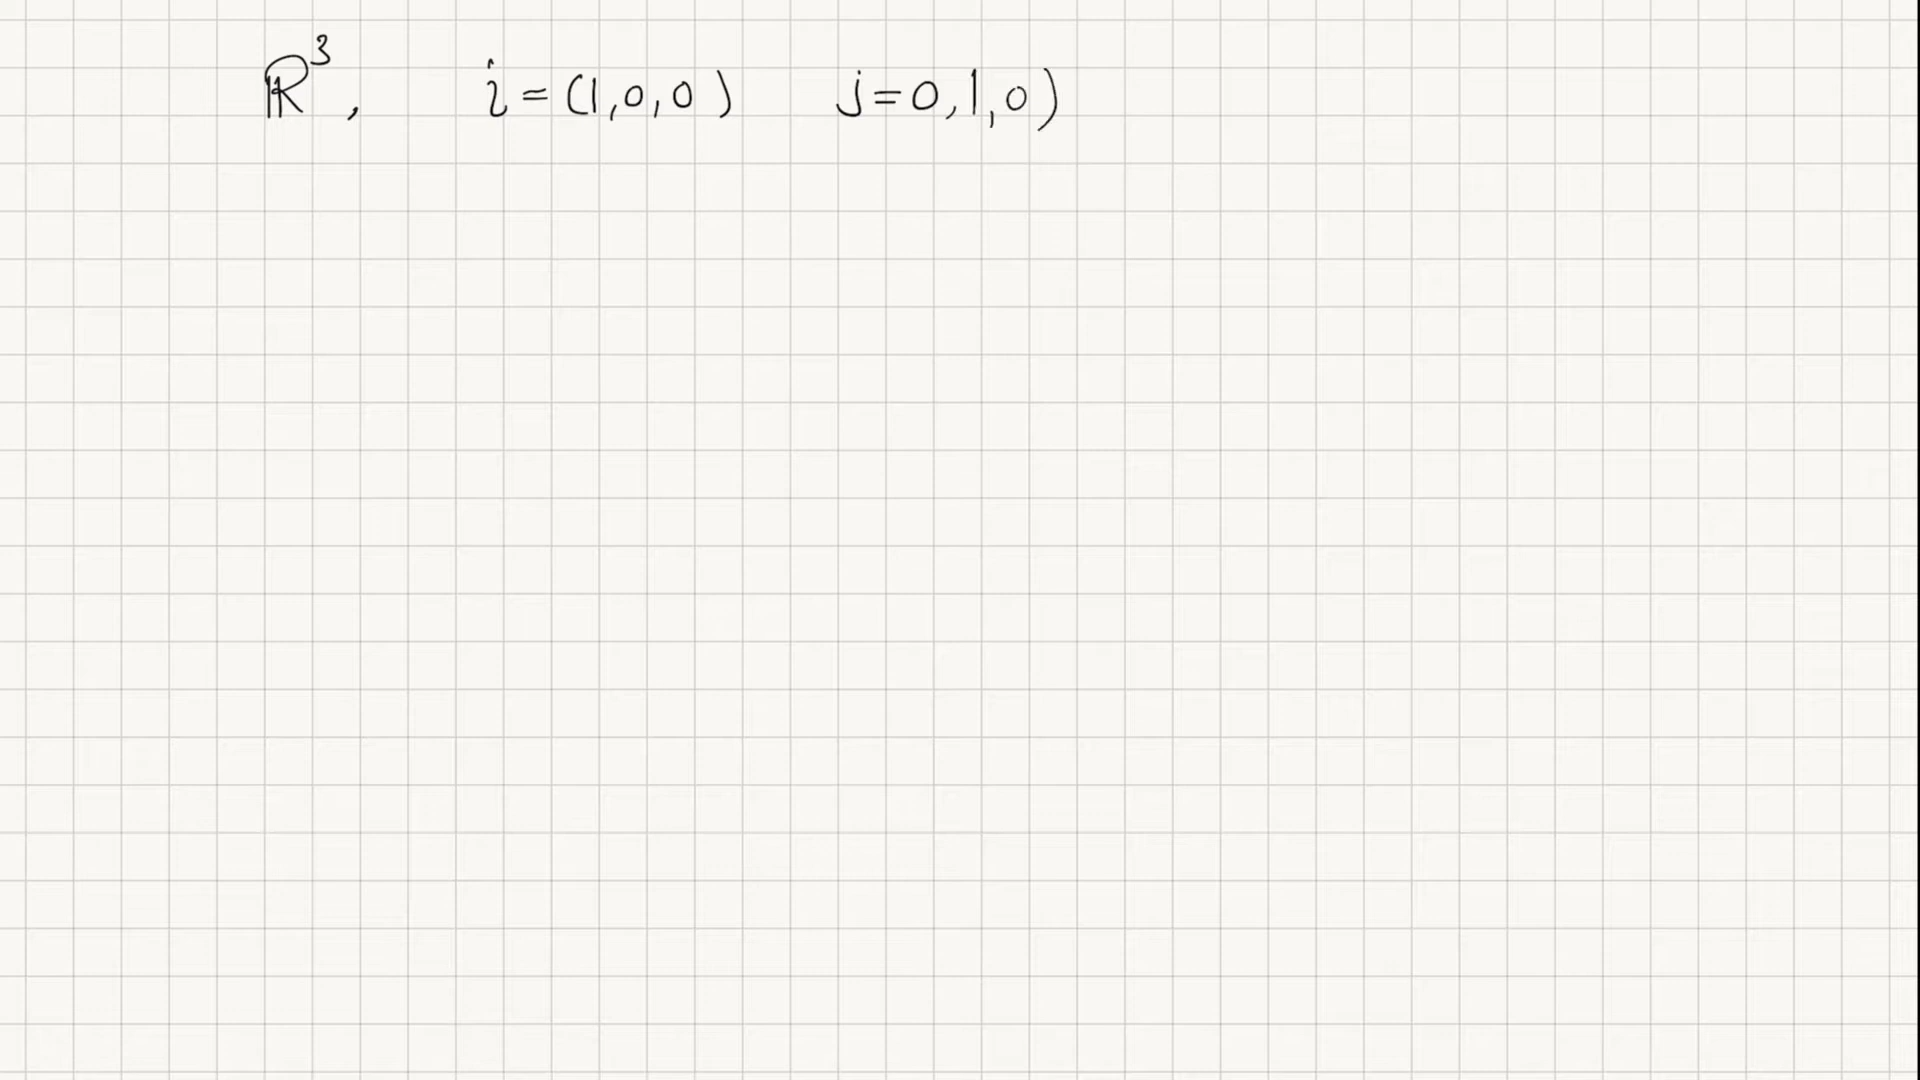 ℝ³, i = (1,0,0) j=0,1,0)